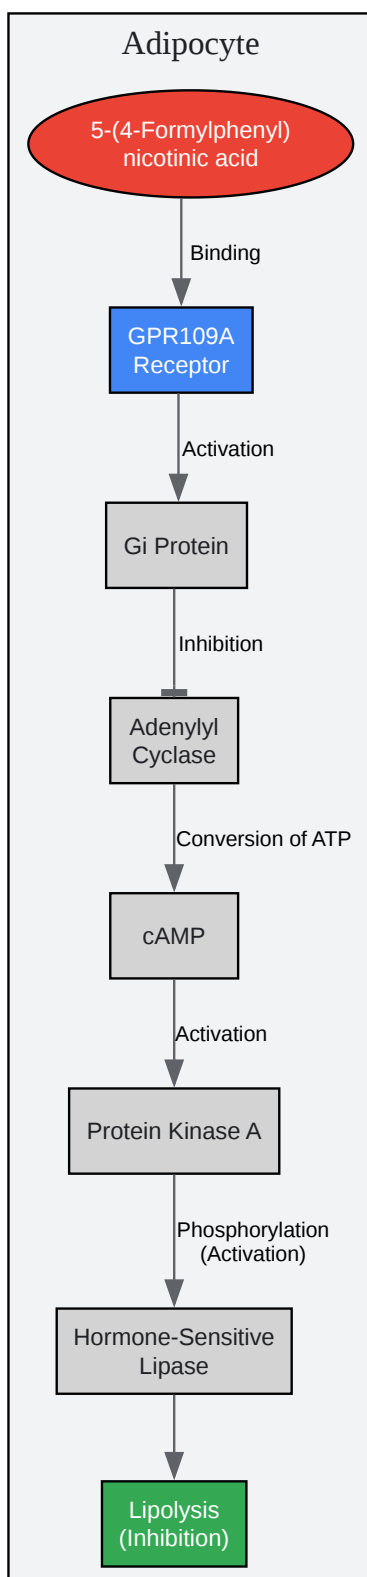 Adipocyte
5-(4-Formylphenyl)
nicotinic acid
Binding
GPR109A
Receptor
Activation
Gi Protein
Inhibition
Adenylyl
Cyclase
Conversion of ATP
cAMP
Activation
Protein Kinase A
Phosphorylation
(Activation)
Hormone-Sensitive
Lipase
Lipolysis
(Inhibition)